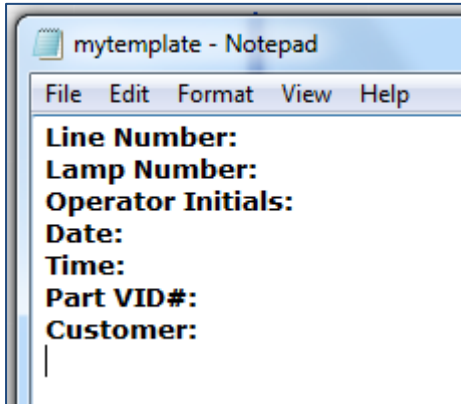 mytemplate - Notepad
File Edit Format View Help
Line Number:
Lamp Number:
Operator Initials:
Date:
Time:
Part VID#:
Customer: